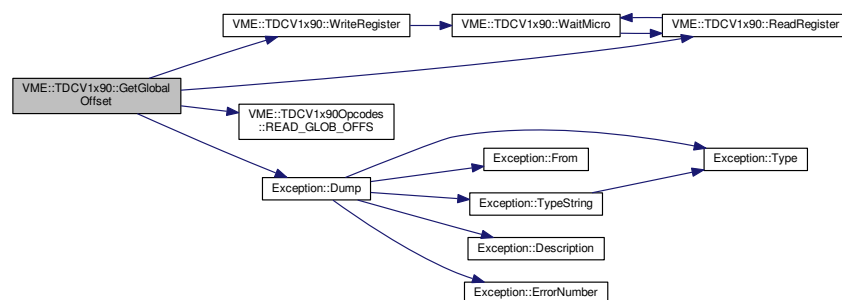 VME::TDCV1x90::WriteRegister
VME::TDCV1x90::WaitMicro
VME::TDCV1x90::ReadRegister
VME::TDCV1x90::GetGlobal
Offset
VME::TDCV1x90Opcodes
::READ_GLOB_OFFS
Exception::From
Exception::Type
Exception::Dump
Exception::TypeString
Exception::Description
Exception::ErrorNumber